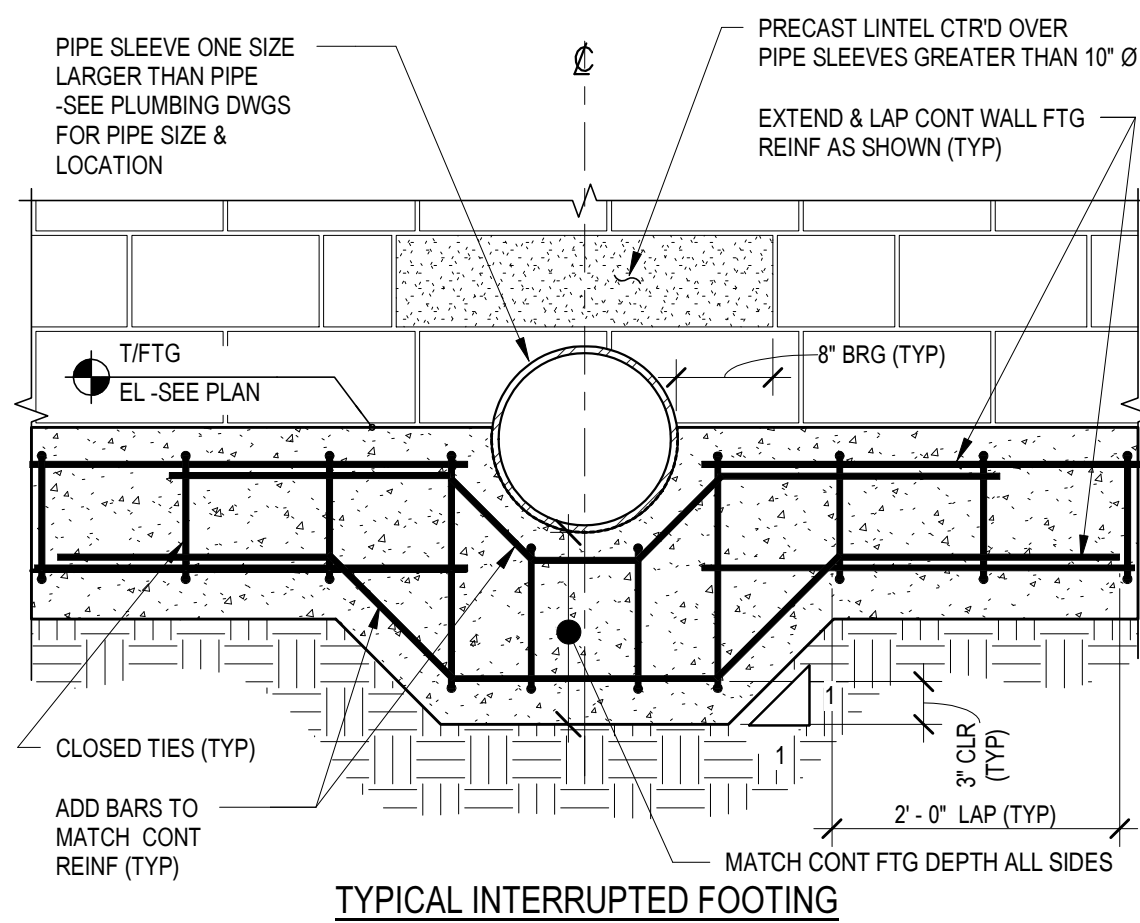 PIPE SLEEVE ONE SIZE
LARGER THAN PIPE
-SEE PLUMBING DWGS
FOR PIPE SIZE &
LOCATION
℄
PRECAST LINTEL CTR'D OVER
PIPE SLEEVES GREATER THAN 10" Ø
EXTEND & LAP CONT WALL FTG
REINF AS SHOWN (TYP)
T/FTG
EL -SEE PLAN
8" BRG (TYP)
CLOSED TIES (TYP)
ADD BARS TO
MATCH CONT
REINF (TYP)
1
1
3" CLR
(TYP)
2' - 0" LAP (TYP)
MATCH CONT FTG DEPTH ALL SIDES
TYPICAL INTERRUPTED FOOTING